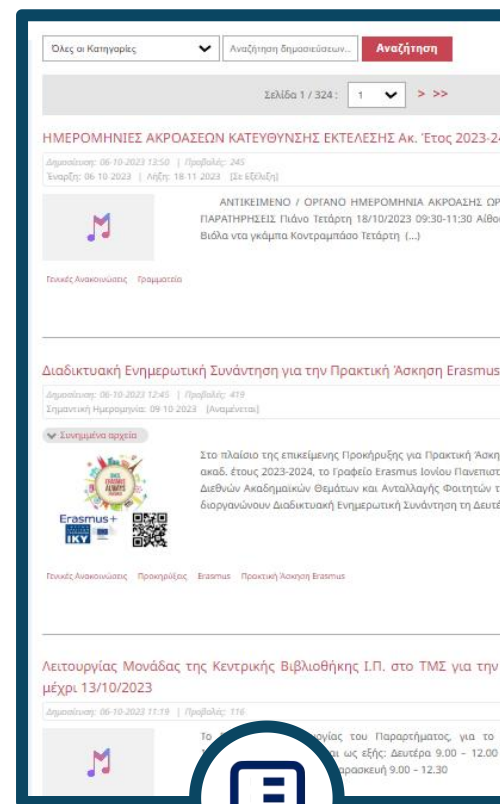 Όλες οι Κατηγορίες
Αναζήτηση δημοσιεύσεων...
Αναζήτηση
Σελίδα 1 / 324 :
1
> >>
ΗΜΕΡΟΜΗΝΙΕΣ ΑΚΡΟΑΣΕΩΝ ΚΑΤΕΥΘΥΝΣΗΣ ΕΚΤΕΛΕΣΗΣ Ακ. Έτος 2023-24
Δημοσίευση: 06-10-2023 13:50 | Προβολές: 245
Έναρξη: 06-10-2023 | Λήξη: 18-11-2023 [Σε Εξέλιξη]
ΑΝΤΙΚΕΙΜΕΝΟ / ΟΡΓΑΝΟ ΗΜΕΡΟΜΗΝΙΑ ΑΚΡΟΑΣΗΣ ΩΡ
ΠΑΡΑΤΗΡΗΣΕΙΣ Πιάνο Τετάρτη 18/10/2023 09:30-11:30 Αίθο
Βιόλα ντα γκάμπα Κοντραμπάσο Τετάρτη (...)
Γενικές Ανακοινώσεις Γραμματεία
Διαδικτυακή Ενημερωτική Συνάντηση για την Πρακτική Άσκηση Erasmus
Δημοσίευση: 06-10-2023 12:45 | Προβολές: 419
Σημαντική Ημερομηνία: 09-10-2023 [Αναμένεται]
Συνημμένα αρχεία
Στο πλαίσιο της επικείμενης Προκήρυξης για Πρακτική Άσκη
ακαδ. έτους 2023-2024, το Γραφείο Erasmus Ιονίου Πανεπιστ
Διεθνών Ακαδημαϊκών Θεμάτων και Ανταλλαγής Φοιτητών τ
διοργανώνουν Διαδικτυακή Ενημερωτική Συνάντηση τη Δευτέ
ERASMUS
ALWAYS
Erasmus+
IKY
Γενικές Ανακοινώσεις Προκηρύξεις Erasmus Πρακτική Άσκηση Erasmus
Λειτουργίας Μονάδας της Κεντρικής Βιβλιοθήκης Ι.Π. στο ΤΜΣ για την
μέχρι 13/10/2023
Δημοσίευση: 06-10-2023 11:19 | Προβολές: 116
Το του Παραρτήματος, για το
ως εξής: Δευτέρα 9.00 – 12.00
9.00 – 12.30